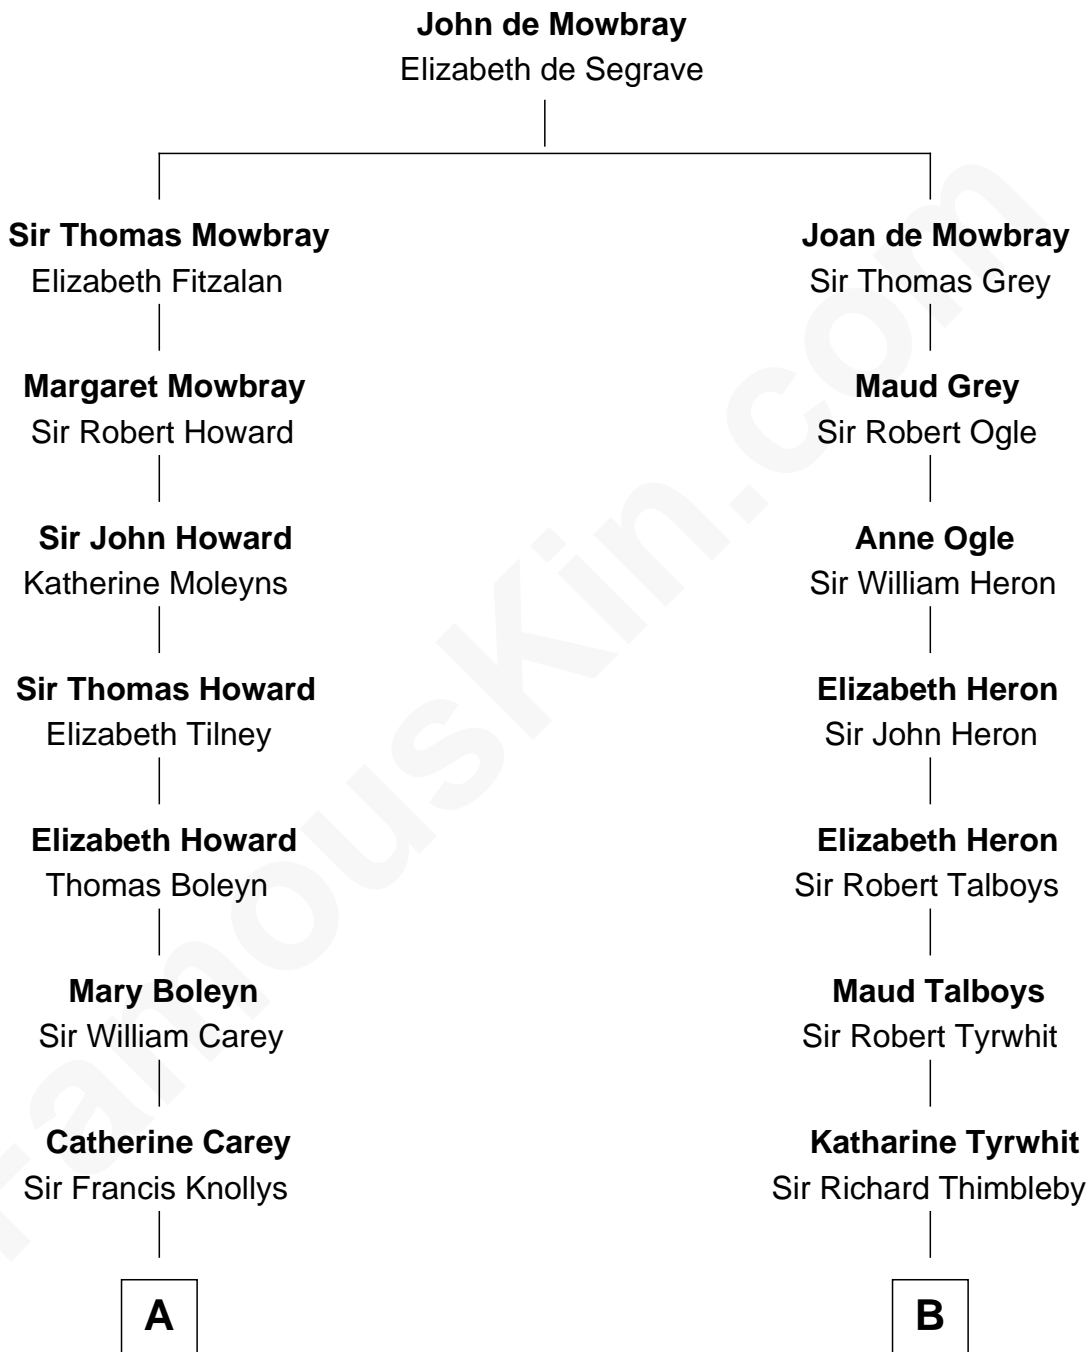 John de Mowbray
Elizabeth de Segrave
Sir Thomas Mowbray
Elizabeth Fitzalan
Margaret Mowbray
Sir Robert Howard
Sir John Howard
Katherine Moleyns
Sir Thomas Howard
Elizabeth Tilney
Elizabeth Howard
Thomas Boleyn
Mary Boleyn
Sir William Carey
Catherine Carey
Sir Francis Knollys
A
Joan de Mowbray
Sir Thomas Grey
Maud Grey
Sir Robert Ogle
Anne Ogle
Sir William Heron
Elizabeth Heron
Sir John Heron
Elizabeth Heron
Sir Robert Talboys
Maud Talboys
Sir Robert Tyrwhit
Katharine Tyrwhit
Sir Richard Thimbleby
B
FamousKin.com